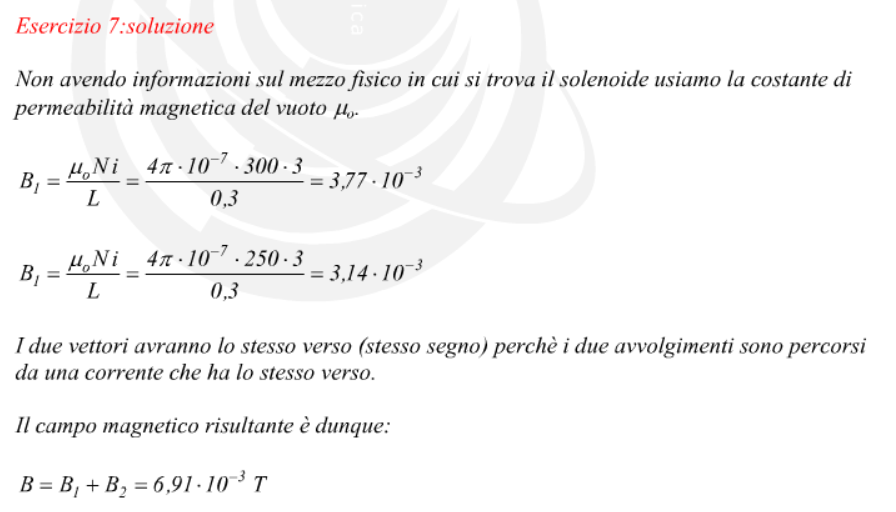 Esercizio 7:soluzione
Non avendo informazioni sul mezzo fisico in cui si trova il solenoide usiamo la costante di
permeabilità magnetica del vuoto μₒ.
B₁ = μₒNi / L = 4π · 10⁻⁷ · 300 · 3 / 0,3 = 3,77 · 10⁻³
B₁ = μₒNi / L = 4π · 10⁻⁷ · 250 · 3 / 0,3 = 3,14 · 10⁻³
I due vettori avranno lo stesso verso (stesso segno) perchè i due avvolgimenti sono percorsi
da una corrente che ha lo stesso verso.
Il campo magnetico risultante è dunque:
B = B₁ + B₂ = 6,91 · 10⁻³ T